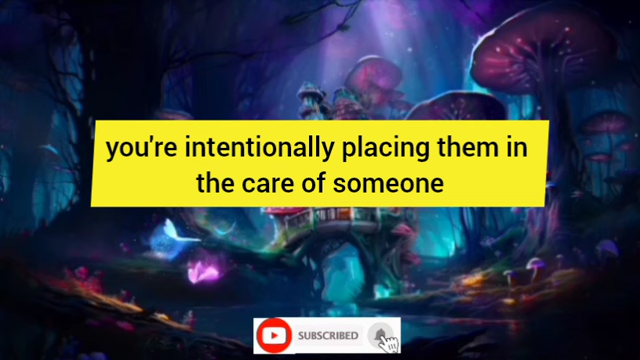 you're intentionally placing them in
the care of someone
SUBSCRIBED